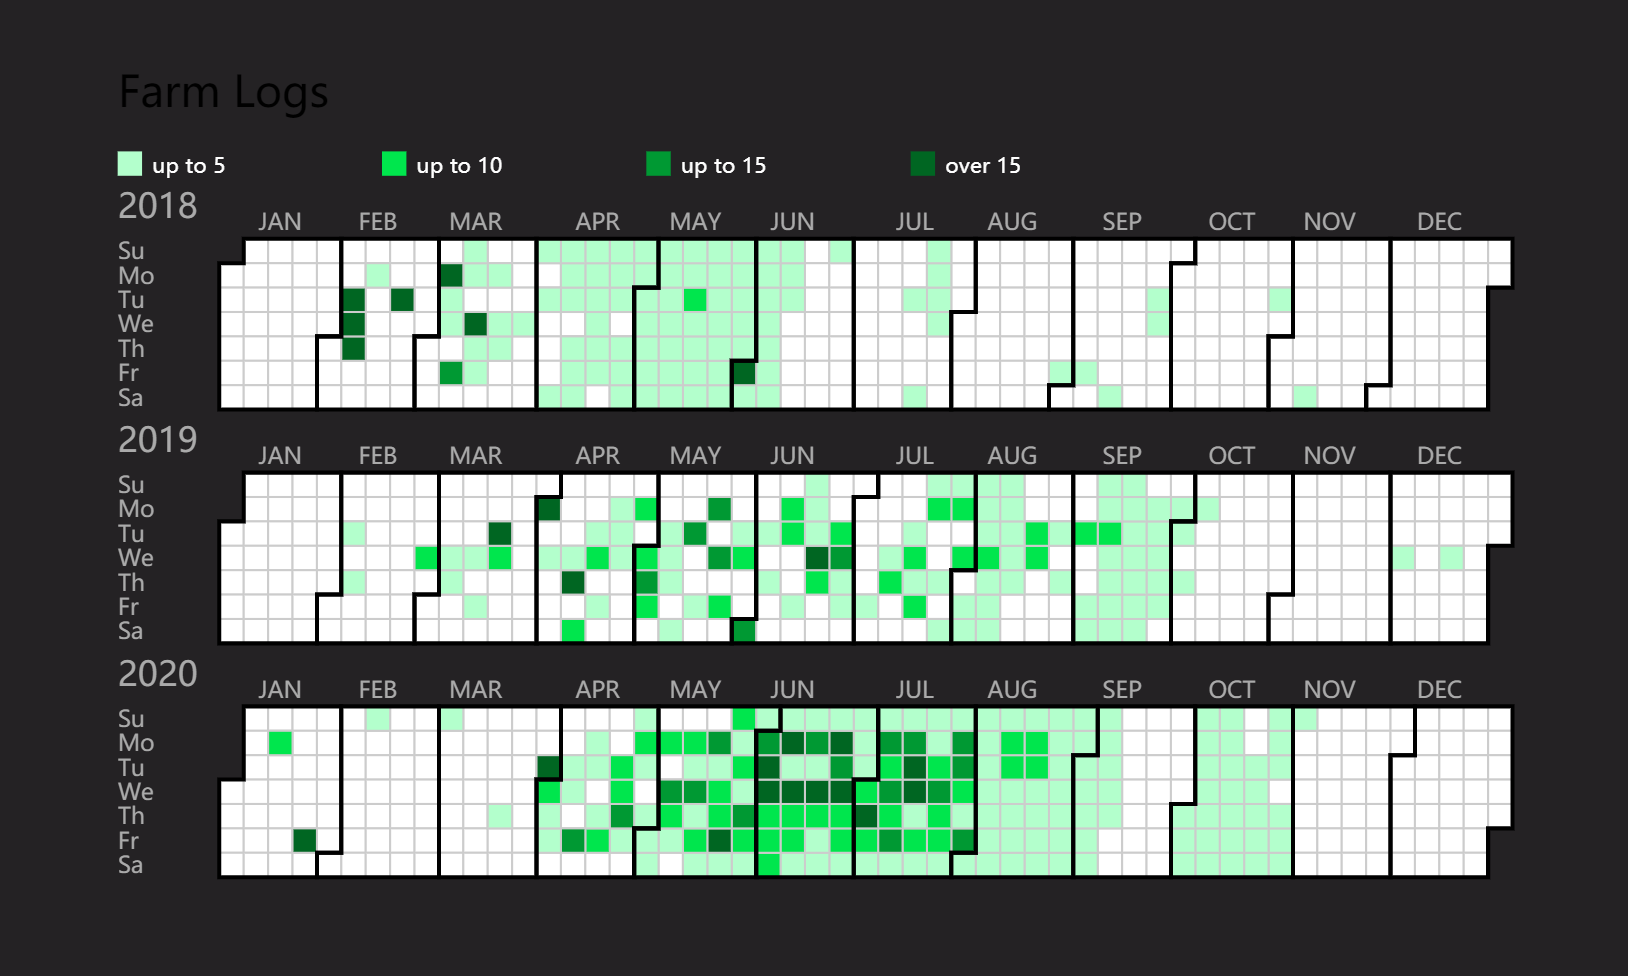 Farm Logs
up to 5 up to 10 up to 15 over 15
2018
JAN FEB MAR APR MAY JUN JUL AUG SEP OCT NOV DEC
Su
Mo
Tu
We
Th
Fr
Sa
2019
JAN FEB MAR APR MAY JUN JUL AUG SEP OCT NOV DEC
Su
Mo
Tu
We
Th
Fr
Sa
2020
JAN FEB MAR APR MAY JUN JUL AUG SEP OCT NOV DEC
Su
Mo
Tu
We
Th
Fr
Sa